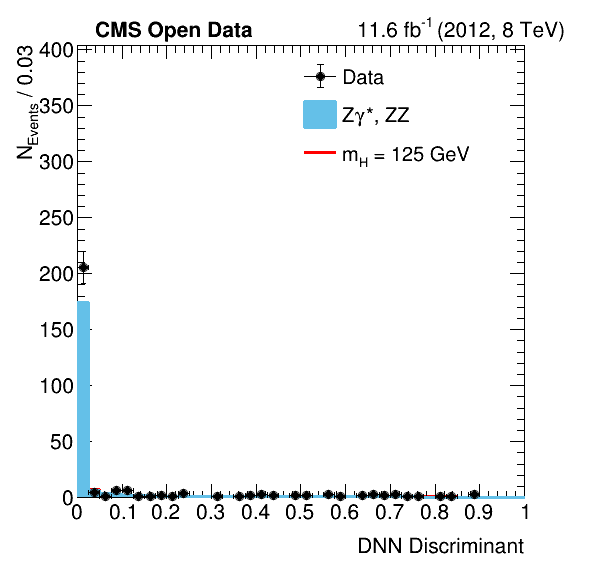 CMS Open Data
11.6 fb⁻¹ (2012, 8 TeV)
N_Events / 0.03
400
350
300
250
200
150
100
50
0
Data
Zγ*, ZZ
m_H = 125 GeV
0 0.1 0.2 0.3 0.4 0.5 0.6 0.7 0.8 0.9 1
DNN Discriminant